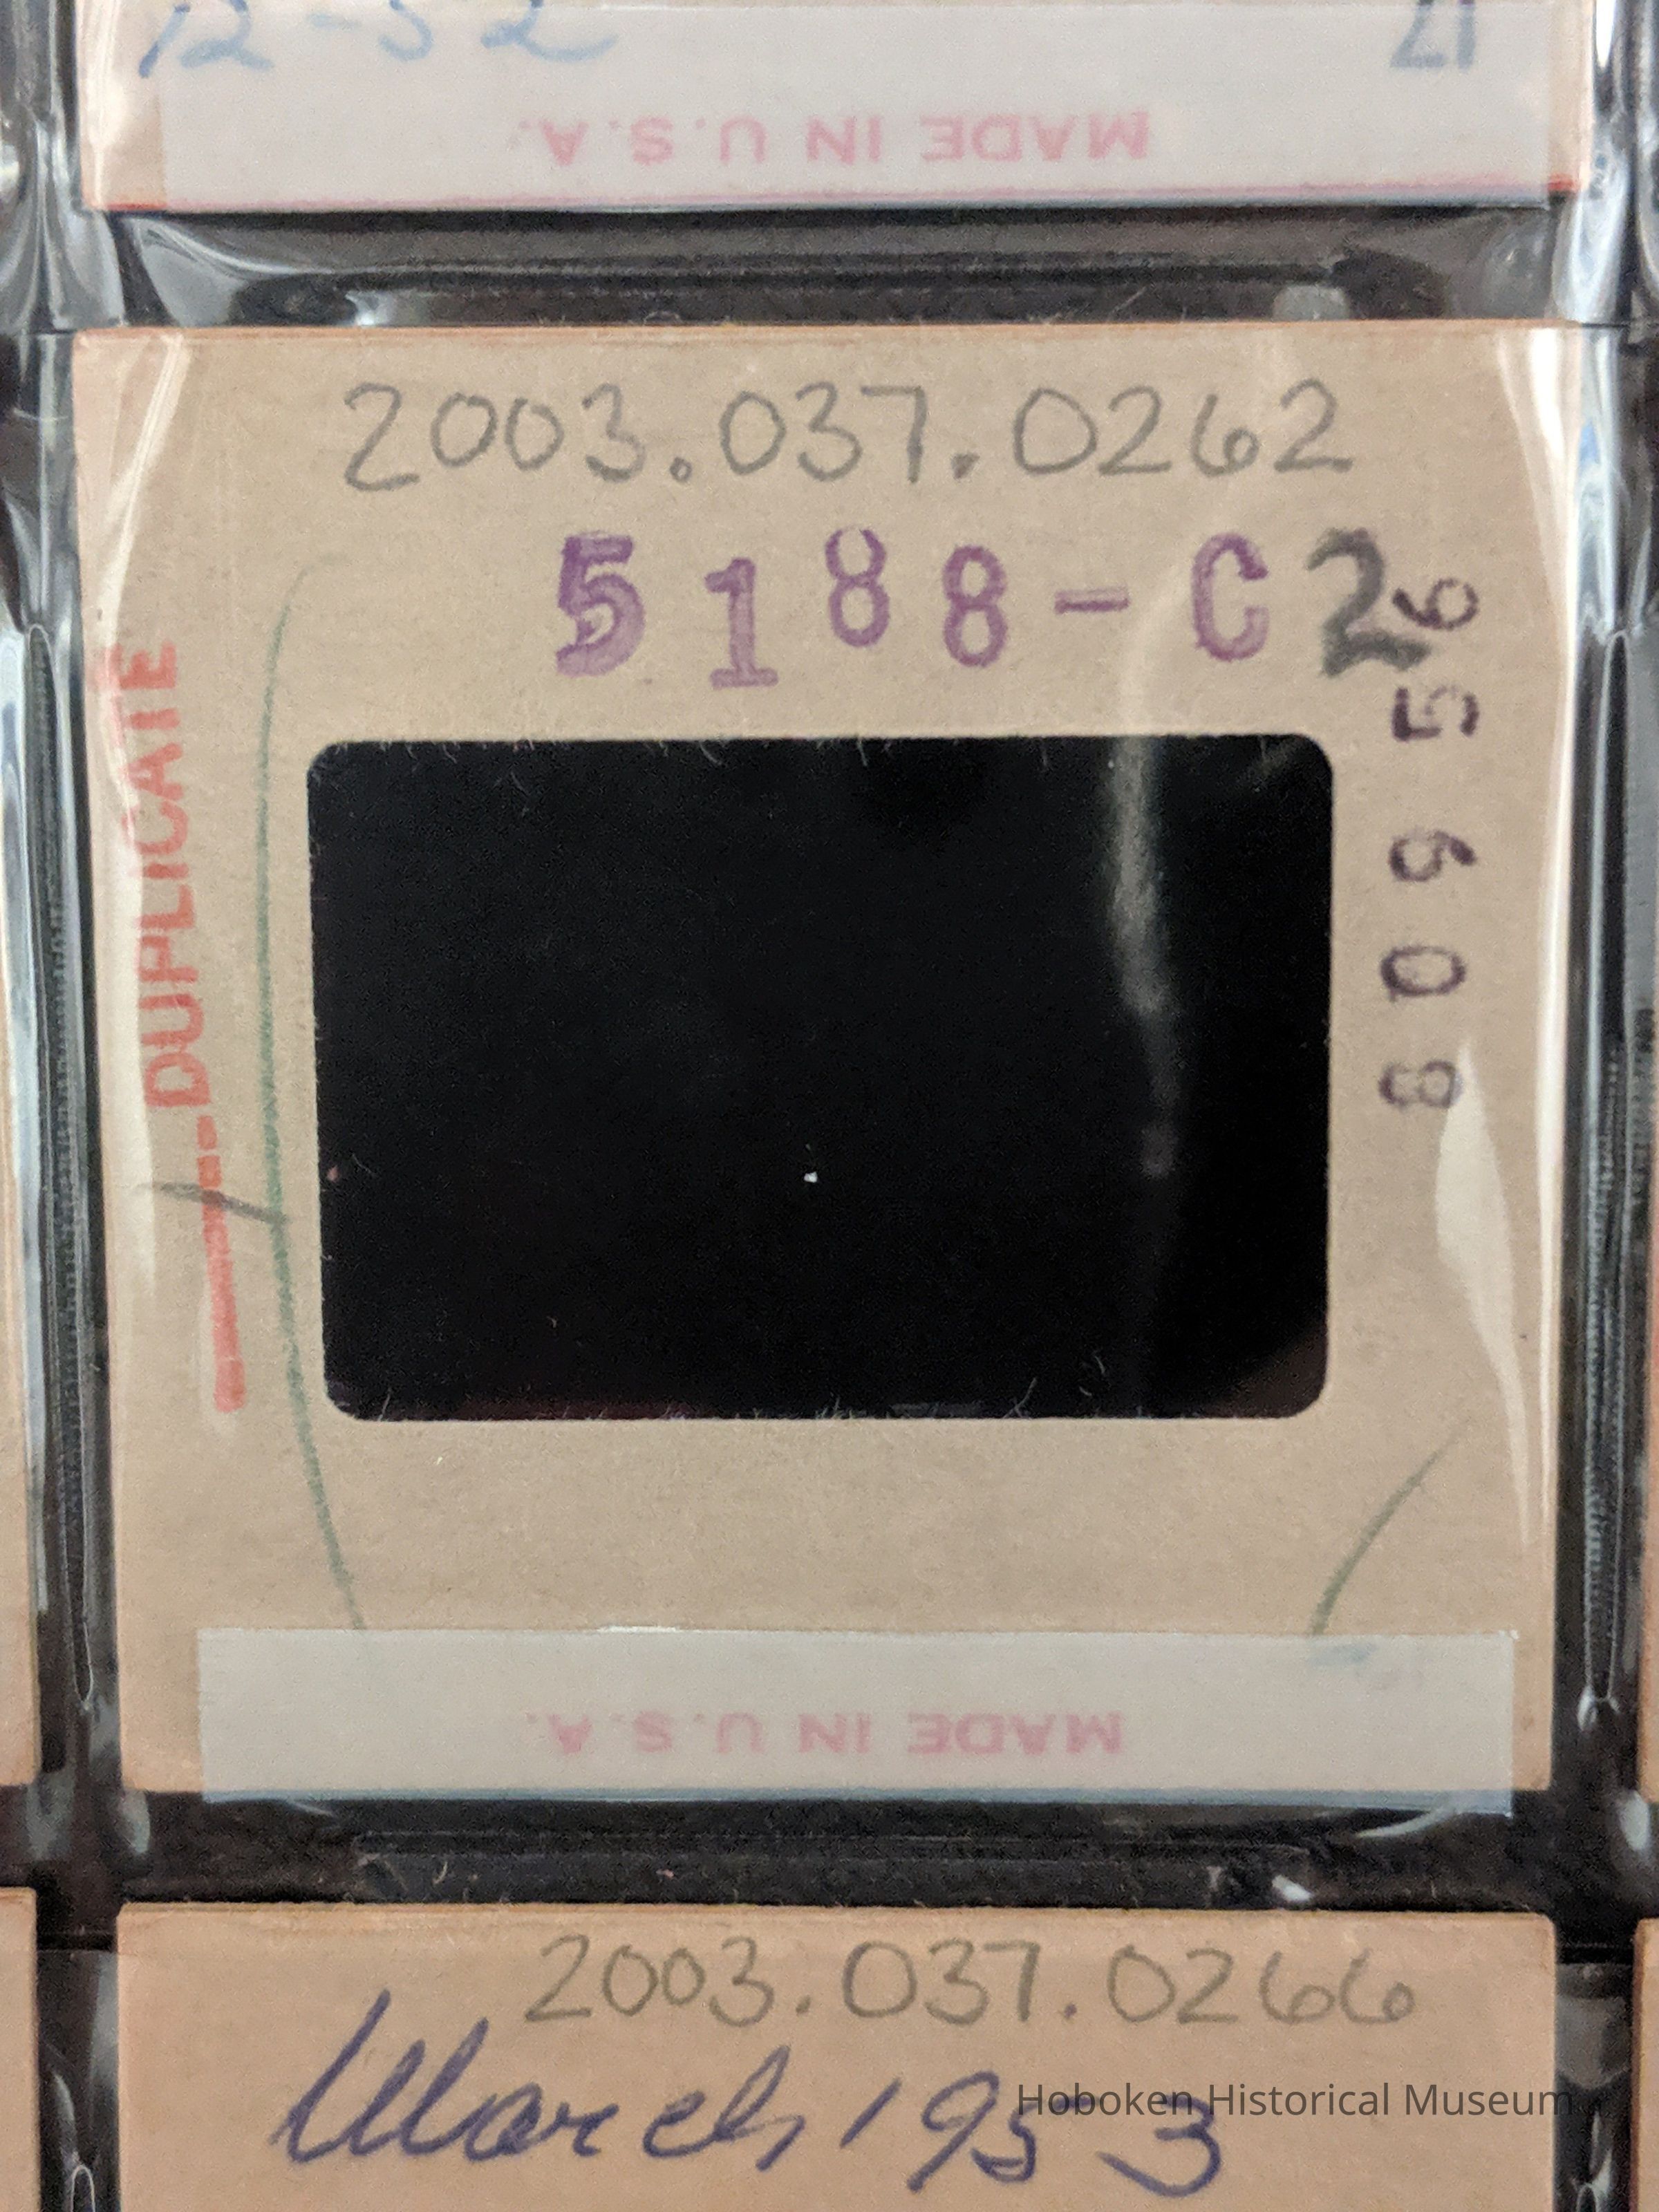 12-52
21
MADE IN U.S.A.
2003.037.0262
5188-C2
DUPLICATE
80956
MADE IN U.S.A.
2003.037.0266
March 1953
Hoboken Historical Museum